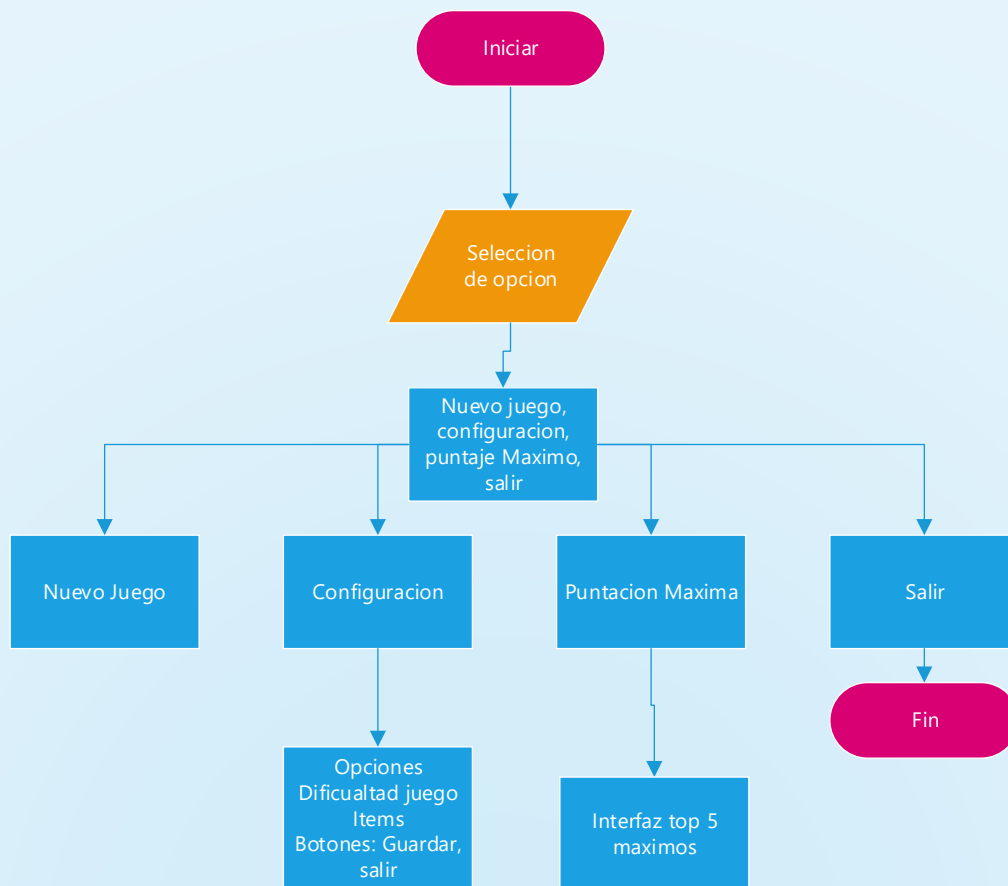 Iniciar
Seleccion
de opcion
Nuevo juego,
configuracion,
puntaje Maximo,
salir
Nuevo Juego
Configuracion
Puntacion Maxima
Salir
Fin
Opciones
Dificualtad juego
Items
Botones: Guardar,
salir
Interfaz top 5
maximos